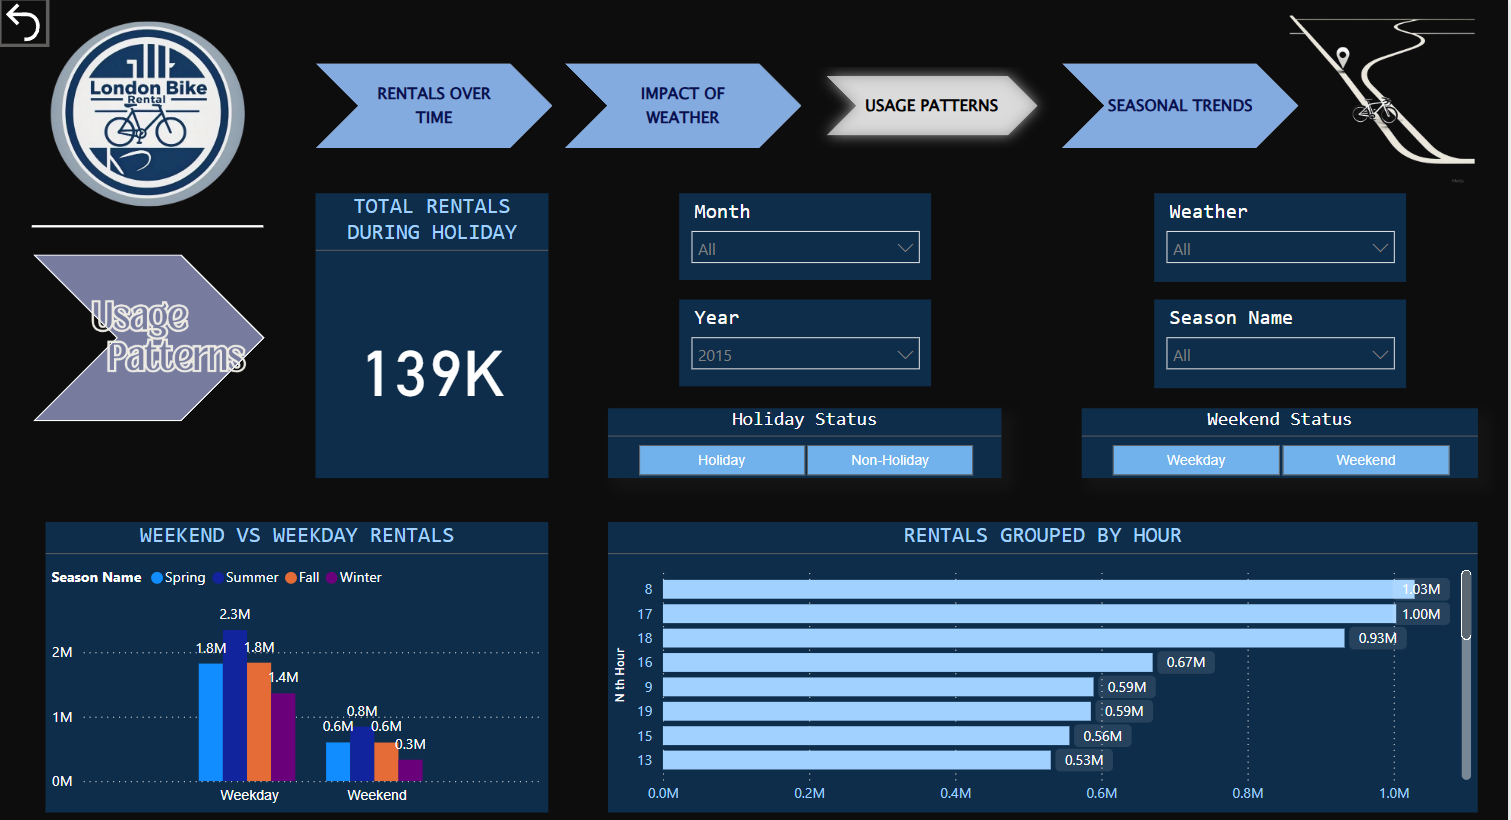 London Bike
Rental
RENTALS OVER
TIME
IMPACT OF
WEATHER
USAGE PATTERNS
SEASONAL TRENDS
Usage
Patterns
TOTAL RENTALS
DURING HOLIDAY
139K
Month
All
Year
2015
Weather
All
Season Name
All
Holiday Status
Holiday
Non-Holiday
Weekend Status
Weekday
Weekend
WEEKEND VS WEEKDAY RENTALS
Season Name Spring Summer Fall Winter
2M
1M
0M
1.8M
2.3M
1.8M
1.4M
0.6M
0.8M
0.6M
0.3M
Weekday
Weekend
RENTALS GROUPED BY HOUR
N th Hour
8 1.03M
17 1.00M
18 0.93M
16 0.67M
9 0.59M
19 0.59M
15 0.56M
13 0.53M
0.0M 0.2M 0.4M 0.6M 0.8M 1.0M